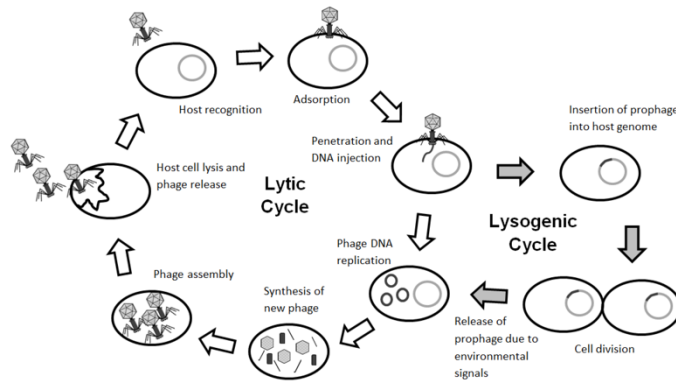 Host recognition
Adsorption
Penetration and
DNA injection
Insertion of prophage
into host genome
Host cell lysis and
phage release
Lytic
Cycle
Lysogenic
Cycle
Phage DNA
replication
Phage assembly
Synthesis of
new phage
Release of
prophage due to
environmental
signals
Cell division